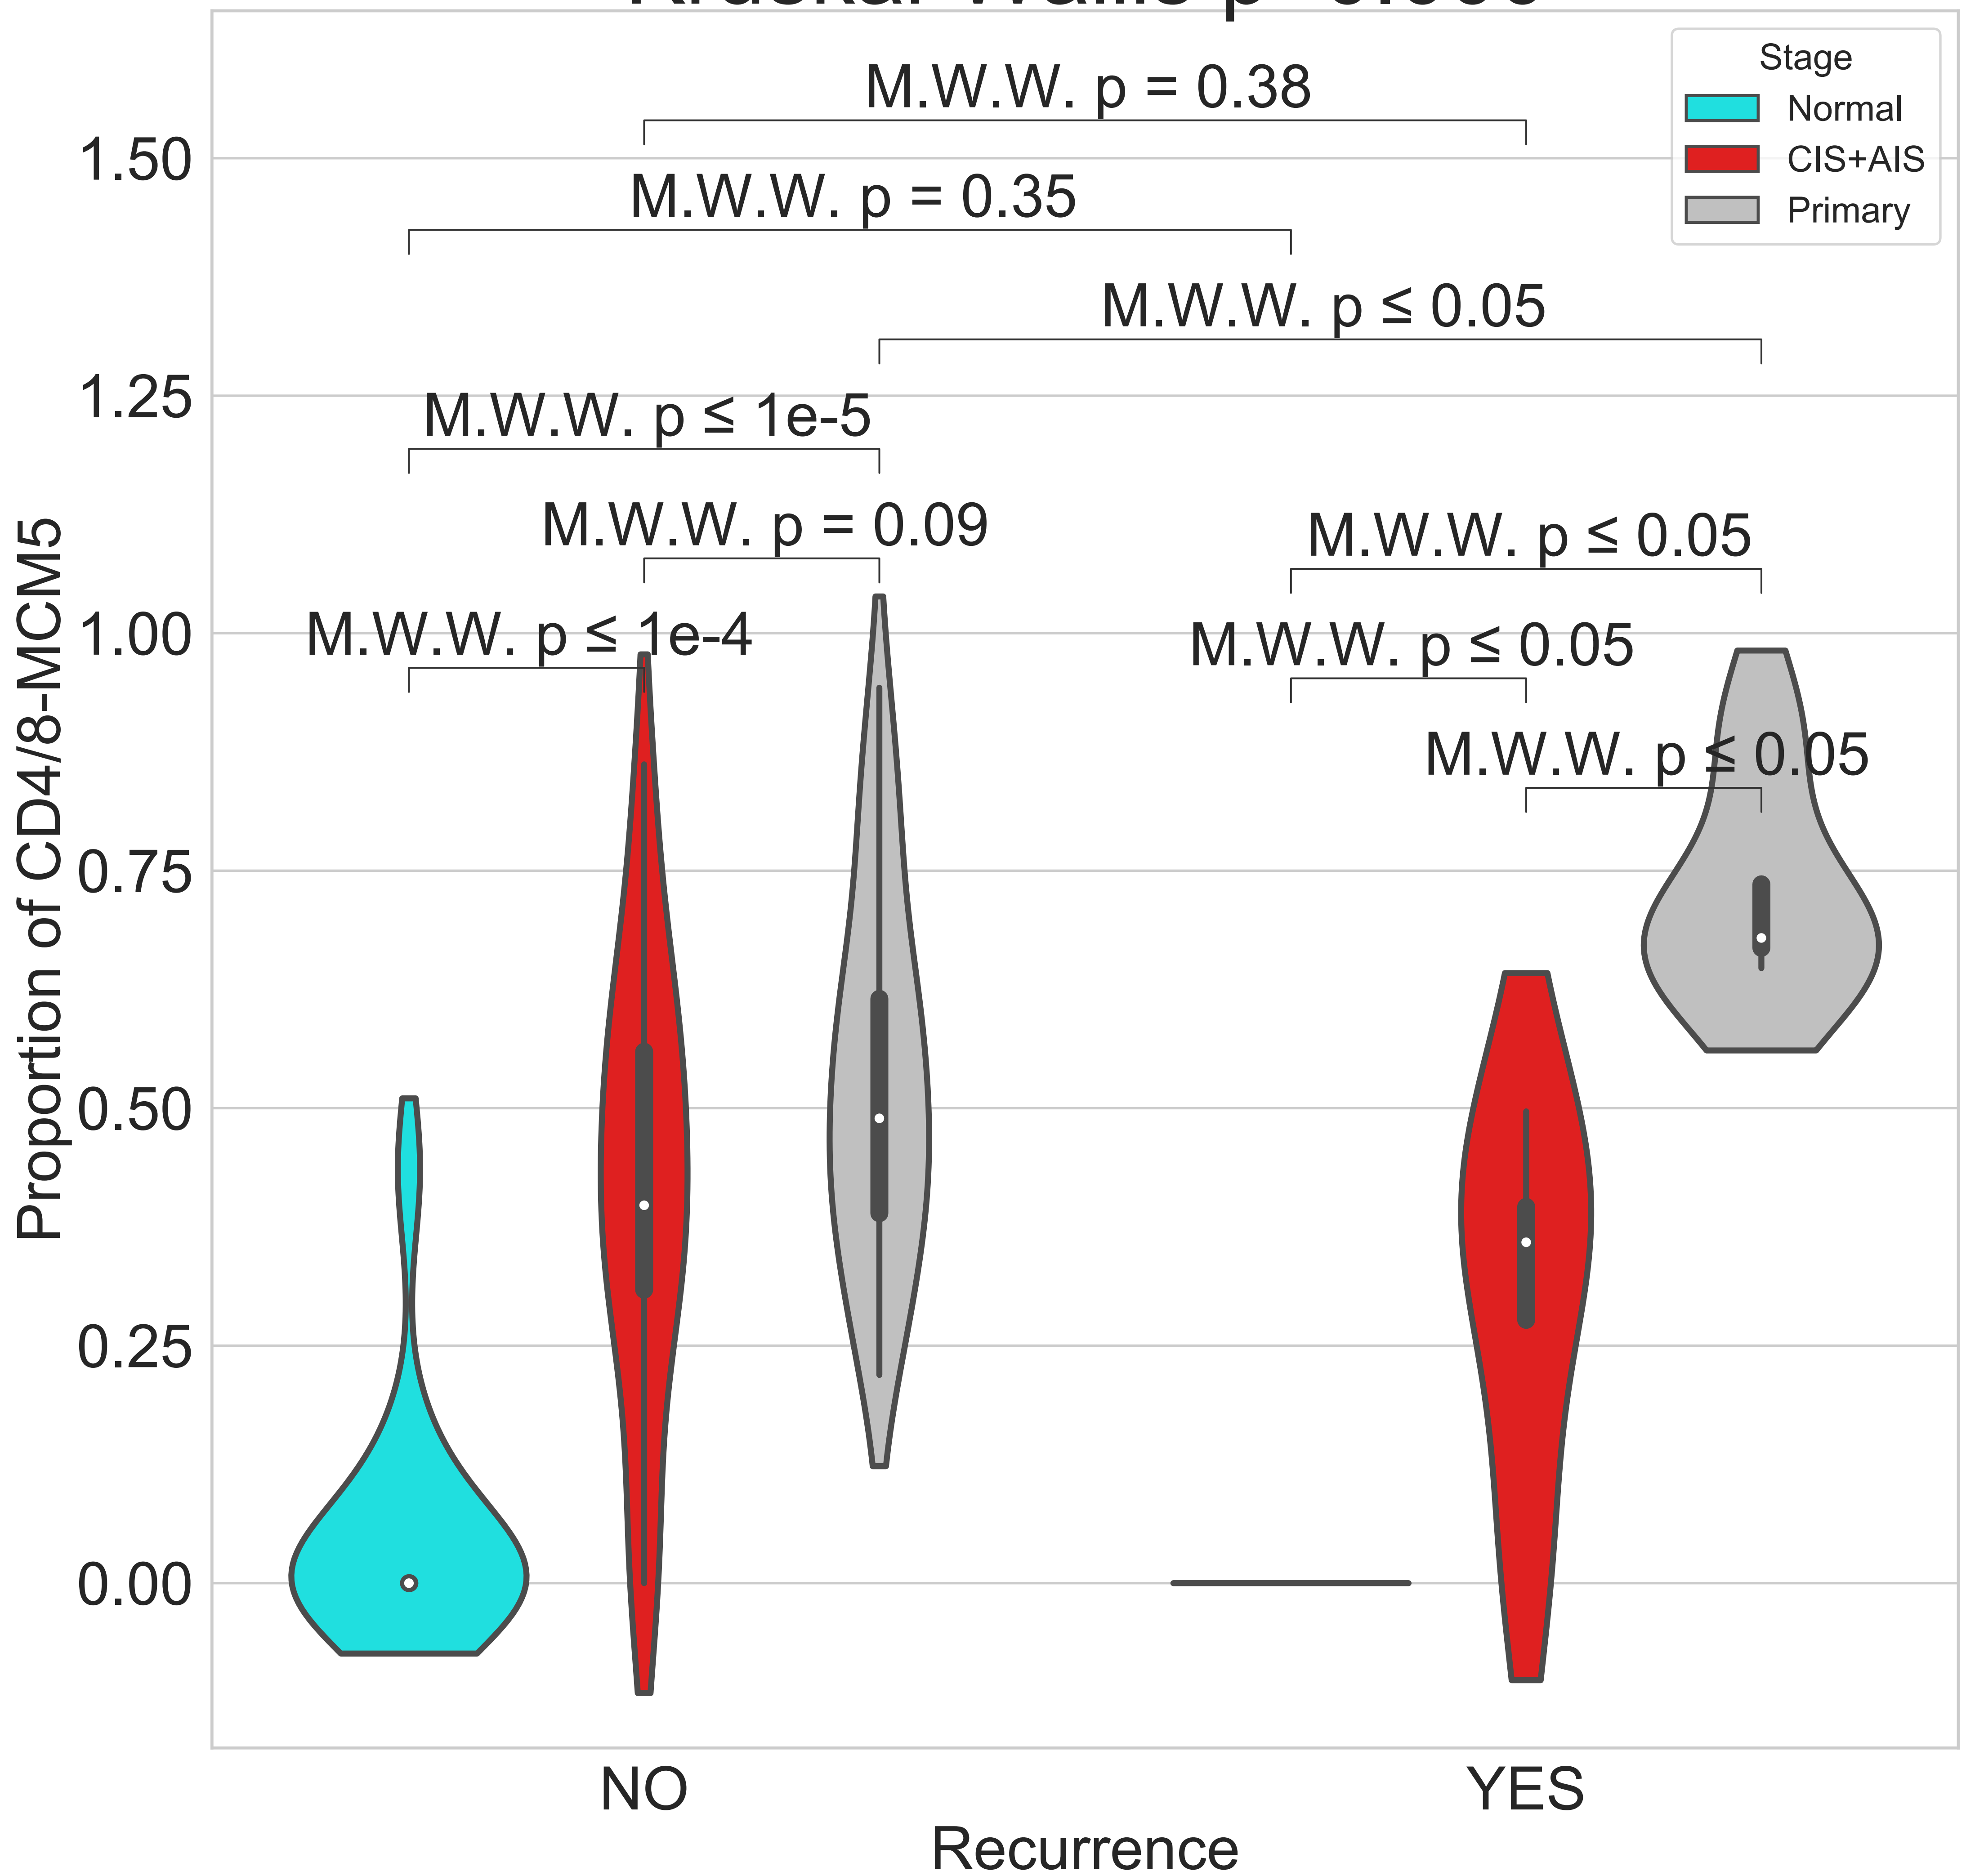 Stage
Normal
CIS+AIS
Primary
M.W.W. p = 0.38
M.W.W. p = 0.35
M.W.W. p ≤ 0.05
M.W.W. p ≤ 1e-5
M.W.W. p = 0.09
M.W.W. p ≤ 0.05
M.W.W. p ≤ 1e-4
M.W.W. p ≤ 0.05
M.W.W. p ≤ 0.05
1.50
1.25
1.00
0.75
0.50
0.25
0.00
Proportion of CD4/8-MCM5
NO
YES
Recurrence